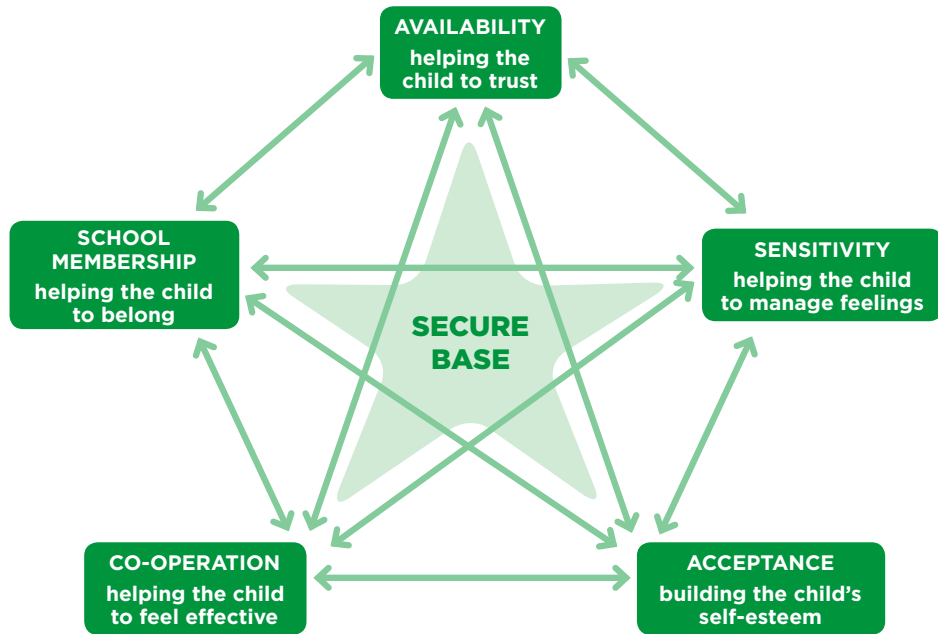 AVAILABILITY
helping the
child to trust
SCHOOL
MEMBERSHIP
helping the child
to belong
SENSITIVITY
helping the child
to manage feelings
SECURE
BASE
CO-OPERATION
helping the child
to feel effective
ACCEPTANCE
building the child's
self-esteem